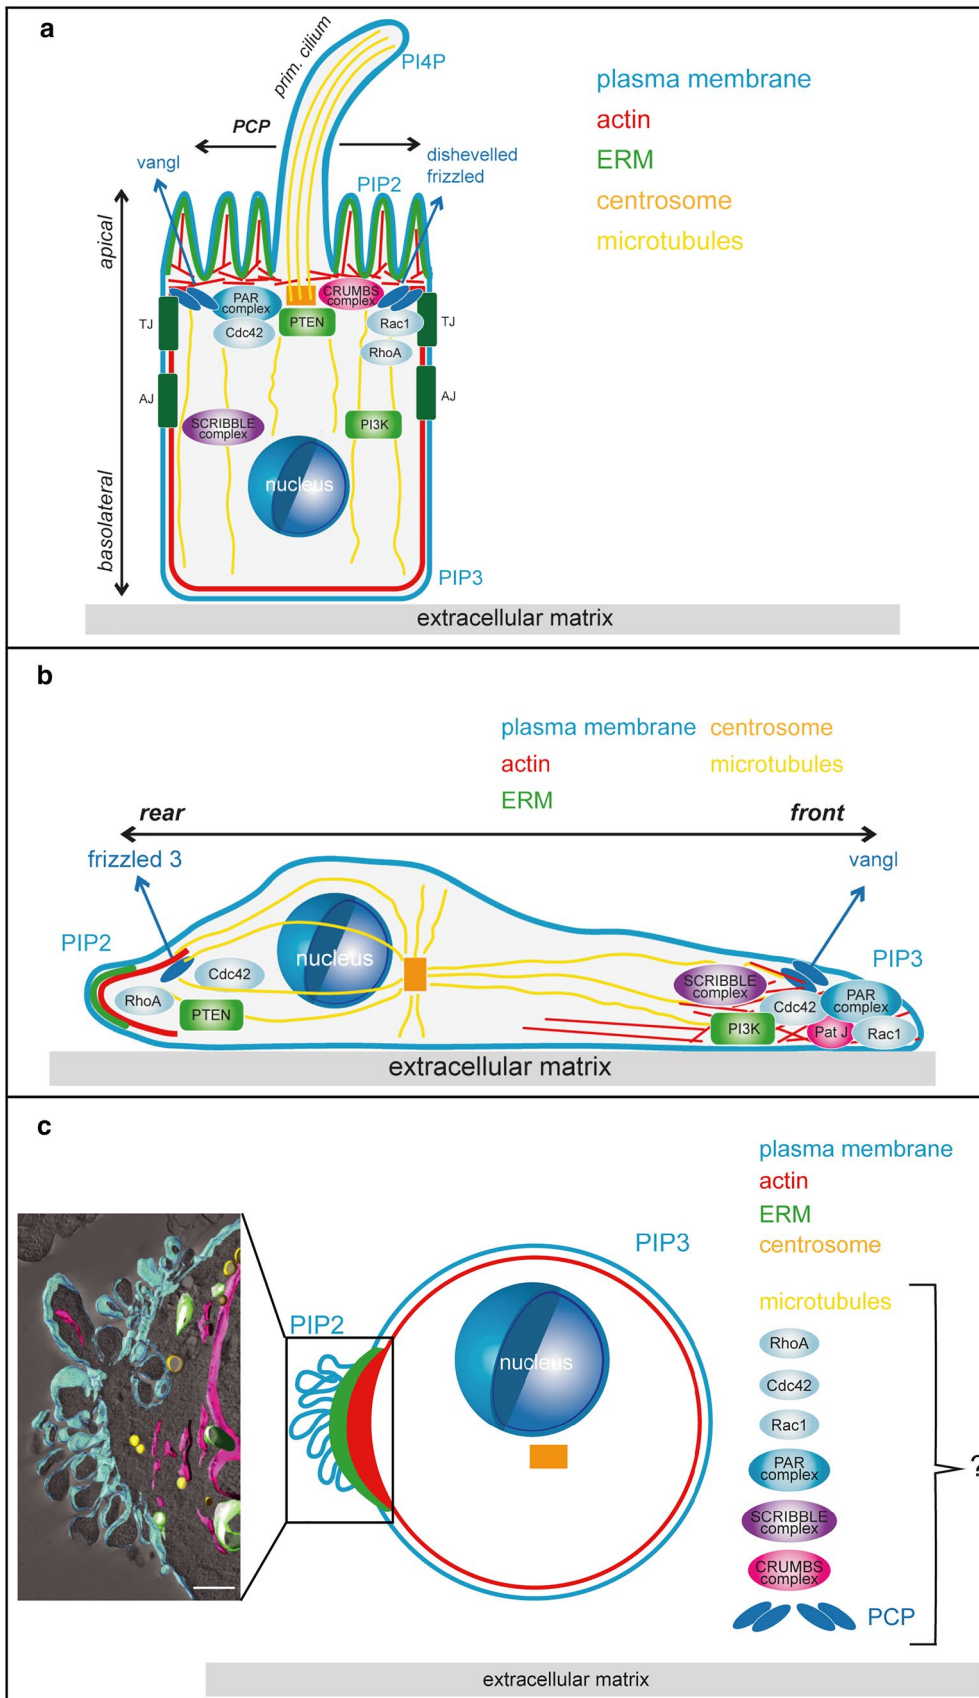 a
prim. cilium
PI4P
plasma membrane
actin
ERM
centrosome
microtubules
PCP
vangl
dishevelled
frizzled
PIP2
apical
basolateral
PAR
complex
CRUMBS
complex
TJ
Cdc42
PTEN
Rac1
TJ
RhoA
AJ
AJ
SCRIBBLE
complex
PI3K
nucleus
PIP3
extracellular matrix
b
plasma membrane
centrosome
actin
microtubules
ERM
rear
front
frizzled 3
vangl
PIP2
PIP3
nucleus
Cdc42
RhoA
PTEN
SCRIBBLE
complex
Cdc42
PAR
complex
PI3K
Pat J
Rac1
extracellular matrix
c
plasma membrane
actin
ERM
centrosome
microtubules
PIP3
PIP2
nucleus
RhoA
Cdc42
Rac1
PAR
complex
SCRIBBLE
complex
CRUMBS
complex
PCP
?
extracellular matrix